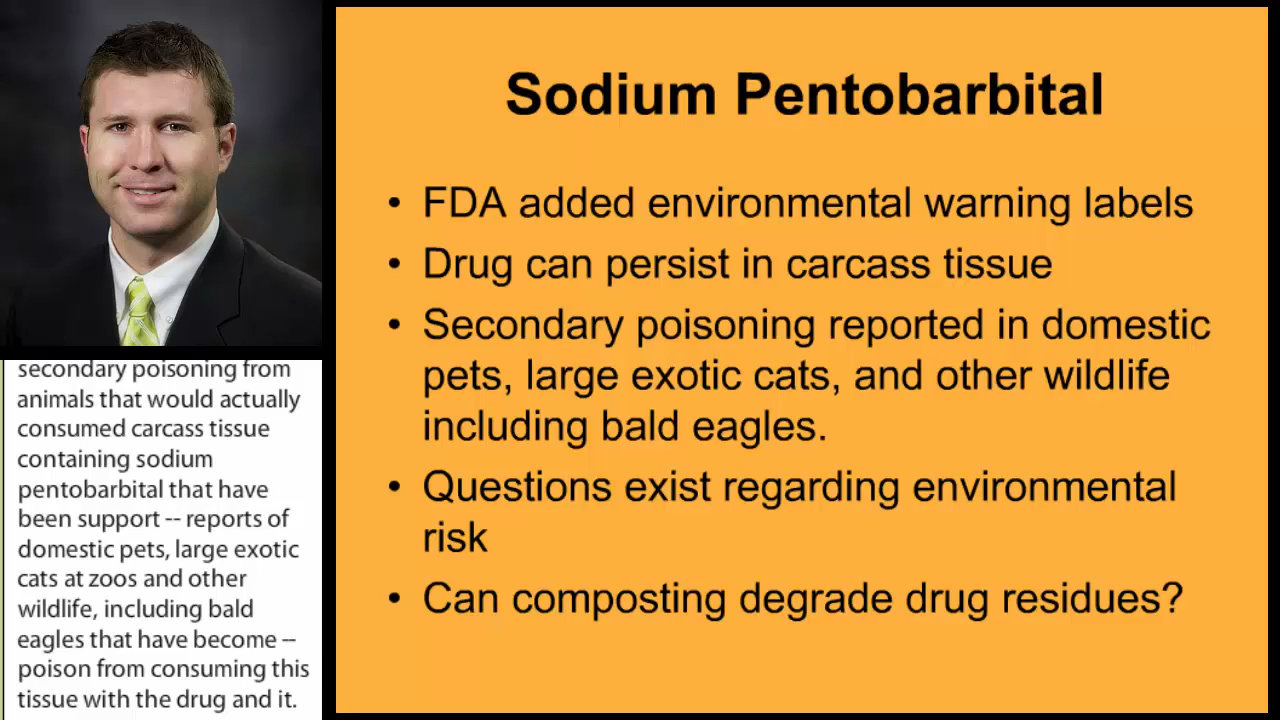 Sodium Pentobarbital
• FDA added environmental warning labels
• Drug can persist in carcass tissue
• Secondary poisoning reported in domestic
pets, large exotic cats, and other wildlife
including bald eagles.
• Questions exist regarding environmental
risk
• Can composting degrade drug residues?
secondary poisoning from
animals that would actually
consumed carcass tissue
containing sodium
pentobarbital that have
been support -- reports of
domestic pets, large exotic
cats at zoos and other
wildlife, including bald
eagles that have become --
poison from consuming this
tissue with the drug and it.